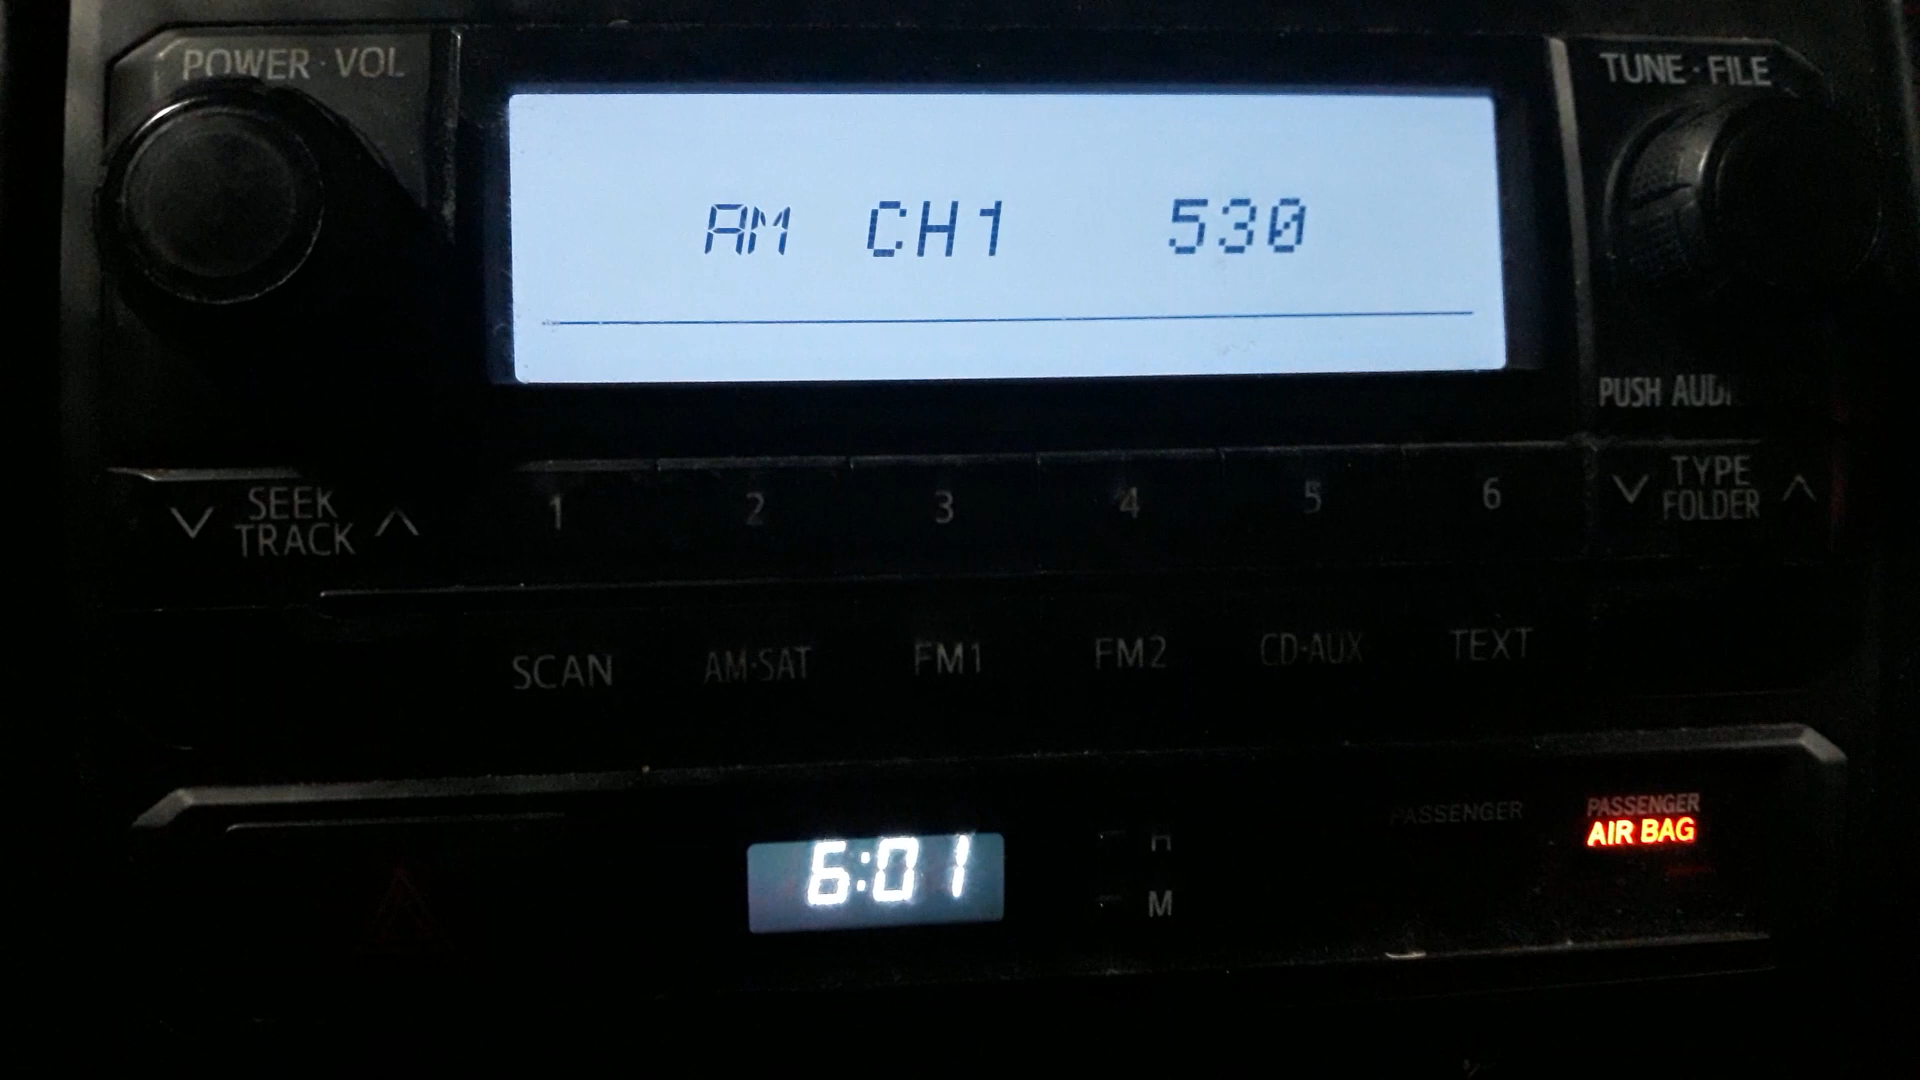 POWER · VOL
TUNE · FILE
AM CH1 530
PUSH
SEEK
TRACK
1 2 3 4 5 6
TYPE
FOLDER
SCAN AM·SAT FM1 FM2 CD·AUX TEXT
6:01
H
M
PASSENGER
PASSENGER
AIR BAG